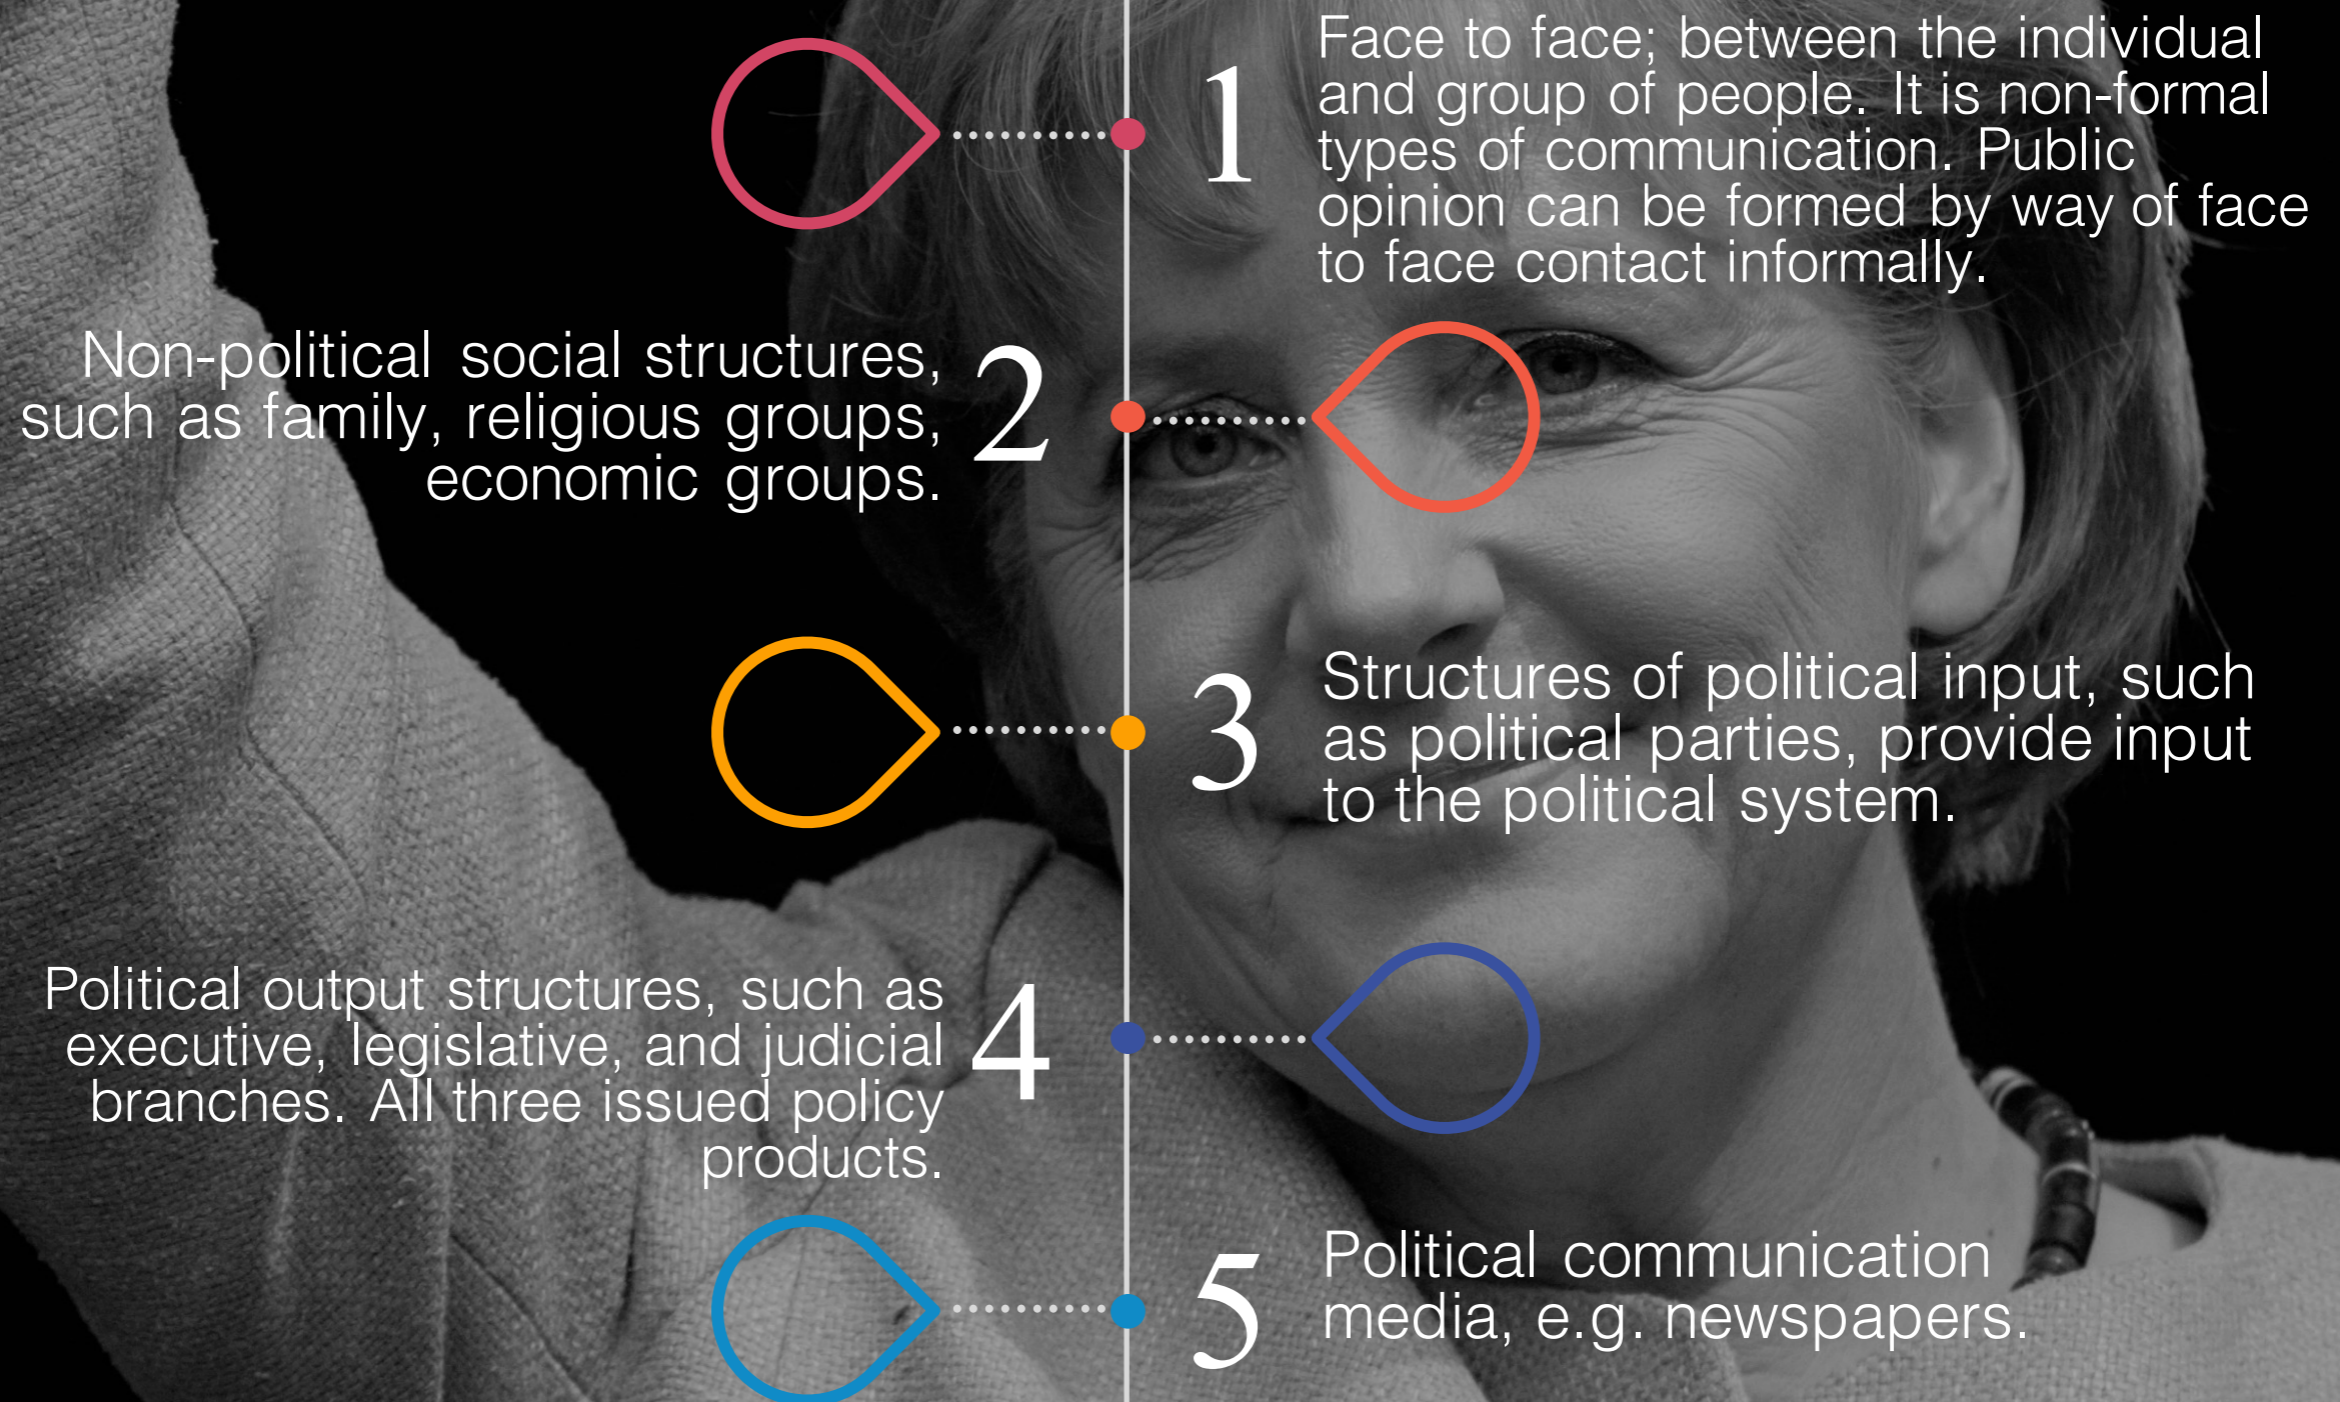 1
Face to face; between the individual
and group of people. It is non-formal
types of communication. Public
opinion can be formed by way of face
to face contact informally.
2
Non-political social structures,
such as family, religious groups,
economic groups.
3
Structures of political input, such
as political parties, provide input
to the political system.
4
Political output structures, such as
executive, legislative, and judicial
branches. All three issued policy
products.
5
Political communication
media, e.g. newspapers.